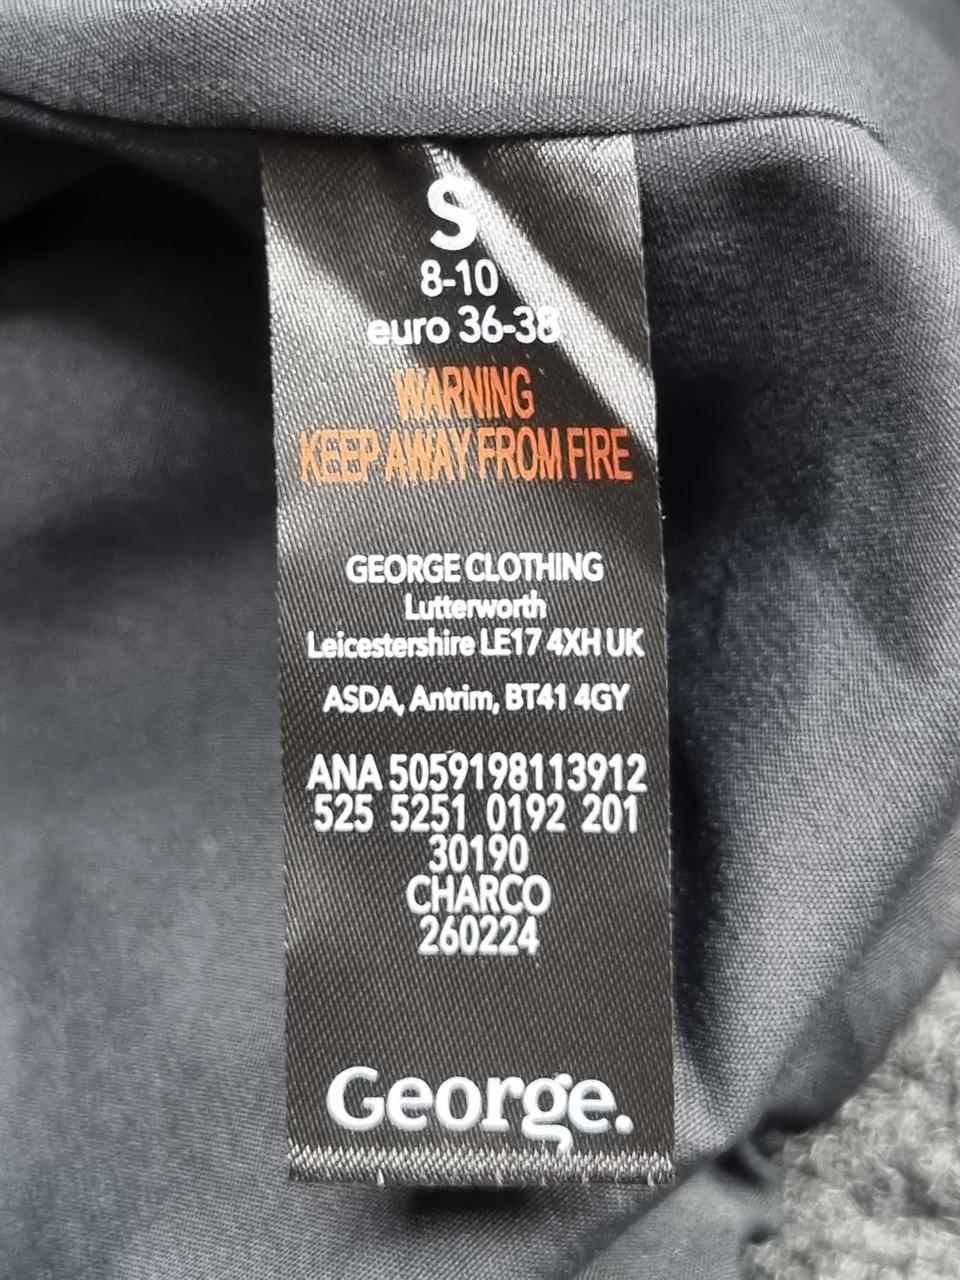 S
8-10
euro 36-38
WARNING
KEEP AWAY FROM FIRE
GEORGE CLOTHING
Lutterworth
Leicestershire LE17 4XH UK
ASDA, Antrim, BT41 4GY
ANA 5059198113912
525 5251 0192 201
30190
CHARCO
260224
George.